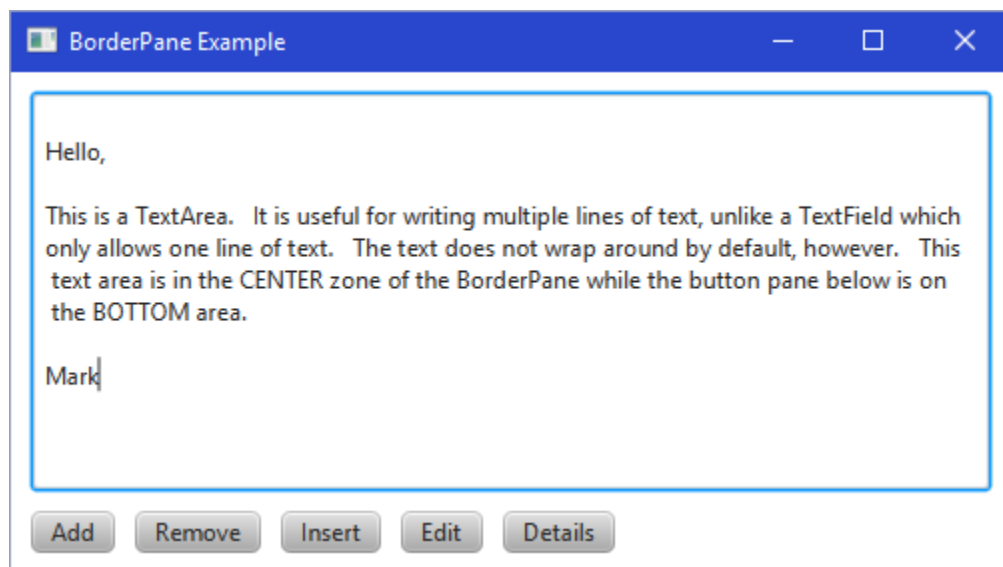 BorderPane Example
Hello,
This is a TextArea.   It is useful for writing multiple lines of text, unlike a TextField which
only allows one line of text.   The text does not wrap around by default, however.   This
text area is in the CENTER zone of the BorderPane while the button pane below is on
the BOTTOM area.
Mark
Add Remove Insert Edit Details